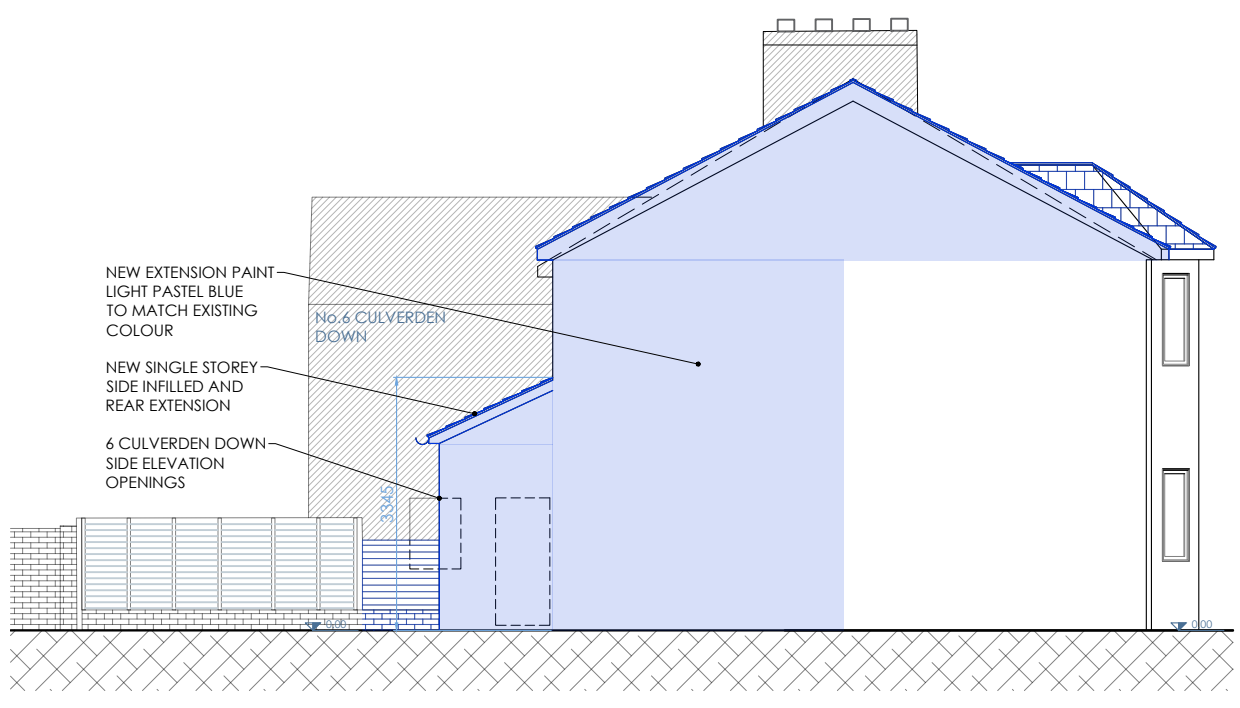 NEW EXTENSION PAINT
LIGHT PASTEL BLUE
TO MATCH EXISTING
COLOUR
No.6 CULVERDEN
DOWN
NEW SINGLE STOREY
SIDE INFILLED AND
REAR EXTENSION
6 CULVERDEN DOWN
SIDE ELEVATION
OPENINGS
3345
0.00
0.00